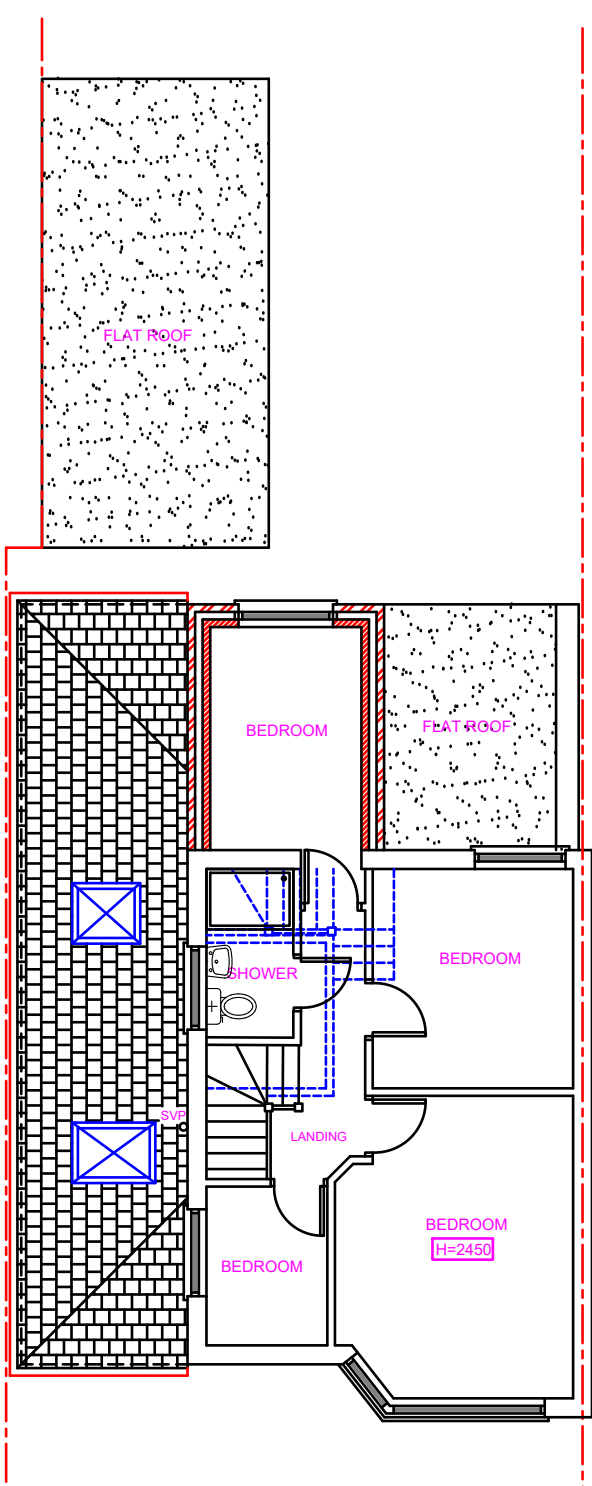 FLAT ROOF
BEDROOM
FLAT ROOF
BEDROOM
SHOWER
SVP
LANDING
BEDROOM
H=2450
BEDROOM